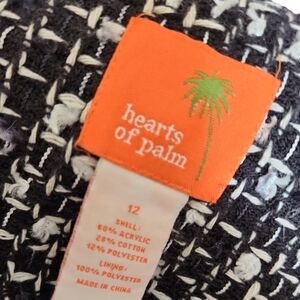 hearts
of palm
12
SHELL:
60% ACRYLIC
28% COTTON
12% POLYESTER
LINING:
100% POLYESTER
MADE IN CHINA